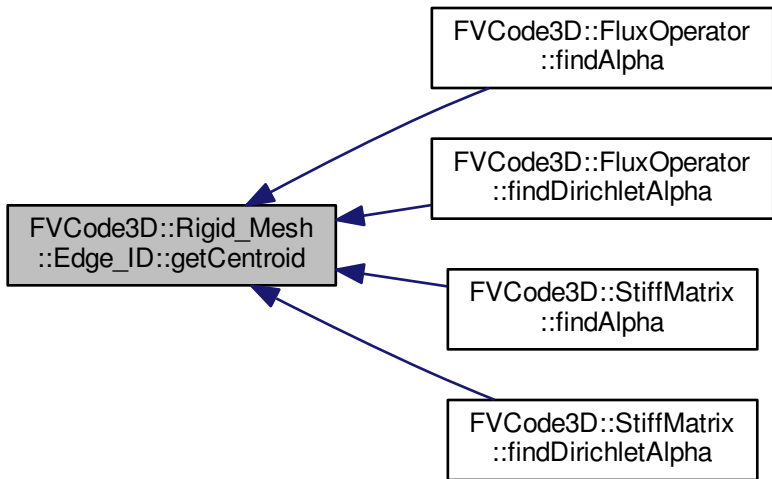 FVCode3D::FluxOperator
::findAlpha
FVCode3D::FluxOperator
::findDirichletAlpha
FVCode3D::Rigid_Mesh
::Edge_ID::getCentroid
FVCode3D::StiffMatrix
::findAlpha
FVCode3D::StiffMatrix
::findDirichletAlpha